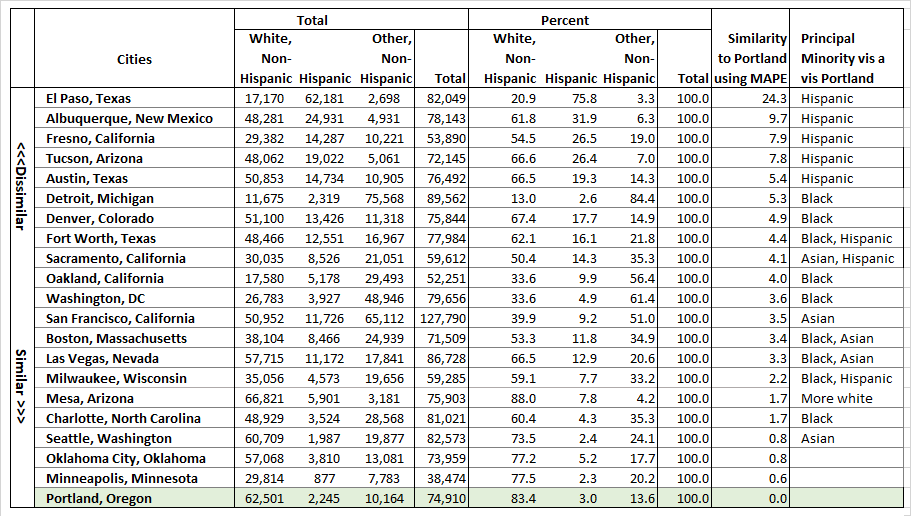 Total Percent
Cities White, Non-Hispanic Hispanic Other, Non-Hispanic Total White, Non-Hispanic Hispanic Other, Non-Hispanic Total Similarity to Portland using MAPE Principal Minority vis a vis Portland
<<<Dissimilar
Similar >>>
El Paso, Texas 17,170 62,181 2,698 82,049 20.9 75.8 3.3 100.0 24.3 Hispanic
Albuquerque, New Mexico 48,281 24,931 4,931 78,143 61.8 31.9 6.3 100.0 9.7 Hispanic
Fresno, California 29,382 14,287 10,221 53,890 54.5 26.5 19.0 100.0 7.9 Hispanic
Tucson, Arizona 48,062 19,022 5,061 72,145 66.6 26.4 7.0 100.0 7.8 Hispanic
Austin, Texas 50,853 14,734 10,905 76,492 66.5 19.3 14.3 100.0 5.4 Hispanic
Detroit, Michigan 11,675 2,319 75,568 89,562 13.0 2.6 84.4 100.0 5.3 Black
Denver, Colorado 51,100 13,426 11,318 75,844 67.4 17.7 14.9 100.0 4.9 Black
Fort Worth, Texas 48,466 12,551 16,967 77,984 62.1 16.1 21.8 100.0 4.4 Black, Hispanic
Sacramento, California 30,035 8,526 21,051 59,612 50.4 14.3 35.3 100.0 4.1 Asian, Hispanic
Oakland, California 17,580 5,178 29,493 52,251 33.6 9.9 56.4 100.0 4.0 Black
Washington, DC 26,783 3,927 48,946 79,656 33.6 4.9 61.4 100.0 3.6 Black
San Francisco, California 50,952 11,726 65,112 127,790 39.9 9.2 51.0 100.0 3.5 Asian
Boston, Massachusetts 38,104 8,466 24,939 71,509 53.3 11.8 34.9 100.0 3.4 Black, Asian
Las Vegas, Nevada 57,715 11,172 17,841 86,728 66.5 12.9 20.6 100.0 3.3 Black, Asian
Milwaukee, Wisconsin 35,056 4,573 19,656 59,285 59.1 7.7 33.2 100.0 2.2 Black, Hispanic
Mesa, Arizona 66,821 5,901 3,181 75,903 88.0 7.8 4.2 100.0 1.7 More white
Charlotte, North Carolina 48,929 3,524 28,568 81,021 60.4 4.3 35.3 100.0 1.7 Black
Seattle, Washington 60,709 1,987 19,877 82,573 73.5 2.4 24.1 100.0 0.8 Asian
Oklahoma City, Oklahoma 57,068 3,810 13,081 73,959 77.2 5.2 17.7 100.0 0.8
Minneapolis, Minnesota 29,814 877 7,783 38,474 77.5 2.3 20.2 100.0 0.6
Portland, Oregon 62,501 2,245 10,164 74,910 83.4 3.0 13.6 100.0 0.0